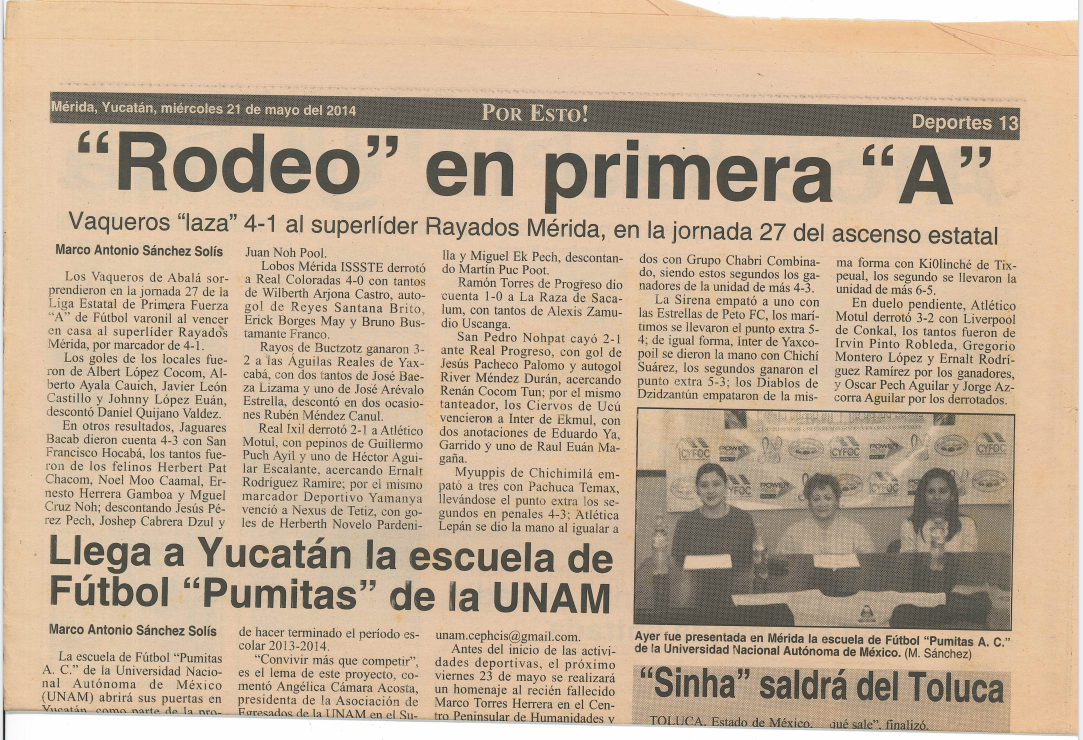 Mérida, Yucatán, miércoles 21 de mayo del 2014
POR ESTO!
Deportes 13
“Rodeo” en primera “A”
Vaqueros “laza” 4-1 al superlíder Rayados Mérida, en la jornada 27 del ascenso estatal
Marco Antonio Sánchez Solís
Los Vaqueros de Abalá sor-
prendieron en la jornada 27 de la
Liga Estatal de Primera Fuerza
“A” de Fútbol varonil al vencer
en casa al superlíder Rayados
Mérida, por marcador de 4-1.
Los goles de los locales fue-
ron de Albert López Cocom, Al-
berto Ayala Cauich, Javier León
Castillo y Johnny López Euán,
descontó Daniel Quijano Valdez.
En otros resultados, Jaguares
Bacab dieron cuenta 4-3 con San
Francisco Hocabá, los tantos fue-
ron de los felinos Herbert Pat
Chacom, Noel Moo Caamal, Er-
nesto Herrera Gamboa y Mguel
Cruz Noh; descontando Jesús Pé-
rez Pech, Joshep Cabrera Dzul y
Juan Noh Pool.
Lobos Mérida ISSSTE derrotó
a Real Coloradas 4-0 con tantos
de Wilberth Arjona Castro, auto-
gol de Reyes Santana Brito,
Erick Borges May y Bruno Bus-
tamante Franco.
Rayos de Buctzotz ganaron 3-
2 a las Águilas Reales de Yax-
cabá, con dos tantos de José Bae-
za Lizama y uno de José Arévalo
Estrella, descontó en dos ocasio-
nes Rubén Méndez Canul.
Real Ixil derrotó 2-1 a Atlético
Motul, con pepinos de Guillermo
Puch Ayil y uno de Héctor Agui-
lar Escalante, acercando Ernalt
Rodríguez Ramíre; por el mismo
marcador Deportivo Yamanya
venció a Nexus de Tetiz, con go-
les de Herberth Novelo Pardeni-
lla y Miguel Ek Pech, descontan-
do Martín Puc Poot.
Ramón Torres de Progreso dio
cuenta 1-0 a La Raza de Saca-
lum, con tantos de Alexis Zamu-
dio Uscanga.
San Pedro Nohpat cayó 2-1
ante Real Progreso, con gol de
Jesús Pacheco Palomo y autogol
River Méndez Durán, acercando
Renán Cocom Tun; por el mismo
tanteador, los Ciervos de Ucú
vencieron a Inter de Ekmul, con
dos anotaciones de Eduardo Ya,
Garrido y uno de Raul Euán Ma-
gaña.
Myuppis de Chichimilá em-
pató a tres con Pachuca Temax,
llevándose el punto extra los se-
gundos en penales 4-3; Atlética
Lepán se dio la mano al igualar a
dos con Grupo Chabri Combina-
do, siendo estos segundos los ga-
nadores de la unidad de más 4-3.
La Sirena empató a uno con
las Estrellas de Peto FC, los marí-
timos se llevaron el punto extra 5-
4; de igual forma, Inter de Yaxco-
poil se dieron la mano con Chichí
Suárez, los segundos ganaron el
punto extra 5-3; los Diablos de
Dzidzantún empataron de la mis-
ma forma con Ki0linché de Tix-
peual, los segundo se llevaron la
unidad de más 6-5.
En duelo pendiente, Atlético
Motul derrotó 3-2 con Liverpool
de Conkal, los tantos fueron de
Irvin Pinto Robleda, Gregorio
Montero López y Ernalt Rodrí-
guez Ramírez por los ganadores,
y Oscar Pech Aguilar y Jorge Az-
corra Aguilar por los derrotados.
CYFOC
POWER
CYFOC
POWER
CYFOC
Ayer fue presentada en Mérida la escuela de Fútbol “Pumitas A. C.”
de la Universidad Nacional Autónoma de México. (M. Sánchez)
Llega a Yucatán la escuela de
Fútbol “Pumitas” de la UNAM
Marco Antonio Sánchez Solís
La escuela de Fútbol “Pumitas
A. C.” de la Universidad Nacio-
nal Autónoma de México
(UNAM) abrirá sus puertas en
Yucatán, como parte de la pro-
de hacer terminado el período es-
colar 2013-2014.
“Convivir más que competir”,
es el lema de este proyecto, co-
mentó Angélica Cámara Acosta,
presidenta de la Asociación de
Egresados de la UNAM en el Su-
unam.cephcis@gmail.com.
Antes del inicio de las activi-
dades deportivas, el próximo
viernes 23 de mayo se realizará
un homenaje al recién fallecido
Marco Torres Herrera en el Cen-
tro Peninsular de Humanidades y
“Sinha” saldrá del Toluca
TOLUCA, Estado de México,
qué sale”, finalizó.